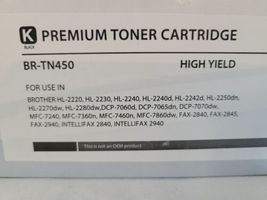 K PREMIUM TONER CARTRIDGE
BLACK
BR-TN450 HIGH YIELD
FOR USE IN
BROTHER HL-2220, HL-2230, HL-2240, HL-2240d, HL-2242d, HL-2250dn,
HL-2270dw, HL-2280dw,DCP-7060d, DCP-7065dn, DCP-7070dw,
MFC-7240, MFC-7360n, MFC-7460n, MFC-7860dw, FAX-2840, FAX-2845,
FAX-2940, INTELLIFAX 2840, INTELLIFAX 2940
This is not an OEM product